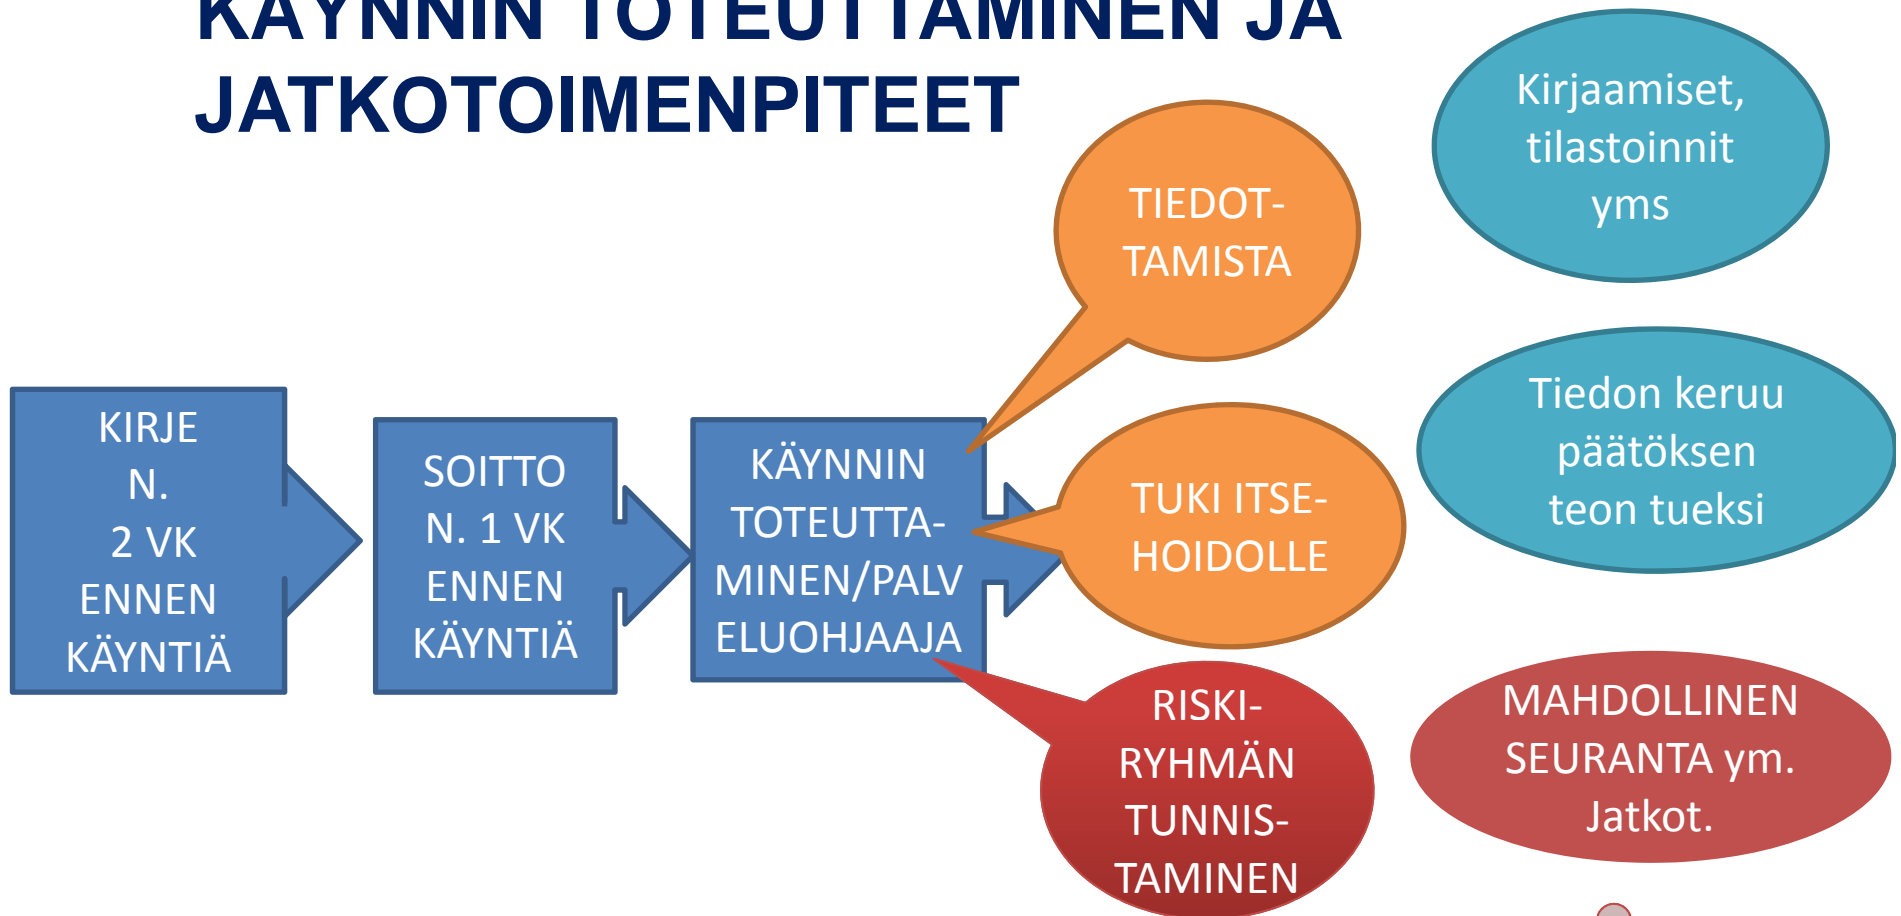 KÄYNNIN TOTEUTTAMINEN JA
JATKOTOIMENPITEET
KIRJE
N.
2 VK
ENNEN
KÄYNTIÄ
SOITTO
N. 1 VK
ENNEN
KÄYNTIÄ
KÄYNNIN
TOTEUTTA-
MINEN/PALV
ELUOHJAAJA
TIEDOT-
TAMISTA
TUKI ITSE-
HOIDOLLE
RISKI-
RYHMÄN
TUNNIS-
TAMINEN
Kirjaamiset,
tilastoinnit
yms
Tiedon keruu
päätöksen
teon tueksi
MAHDOLLINEN
SEURANTA ym.
Jatkot.